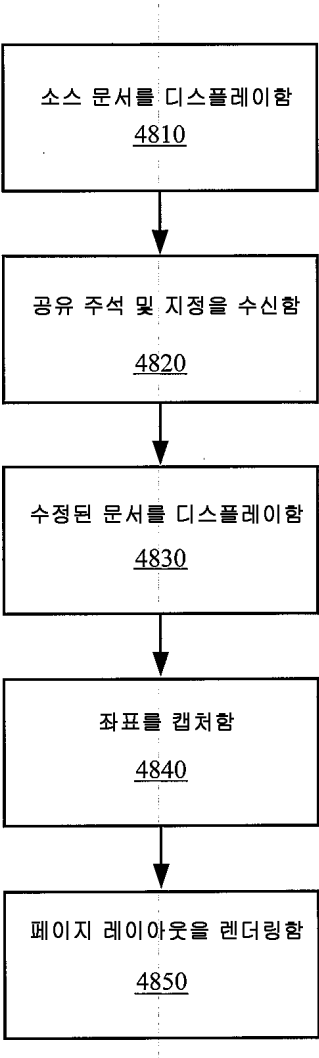 소스 문서를 디스플레이함
4810
공유 주석 및 지정을 수신함
4820
수정된 문서를 디스플레이함
4830
좌표를 캡처함
4840
페이지 레이아웃을 렌더링함
4850